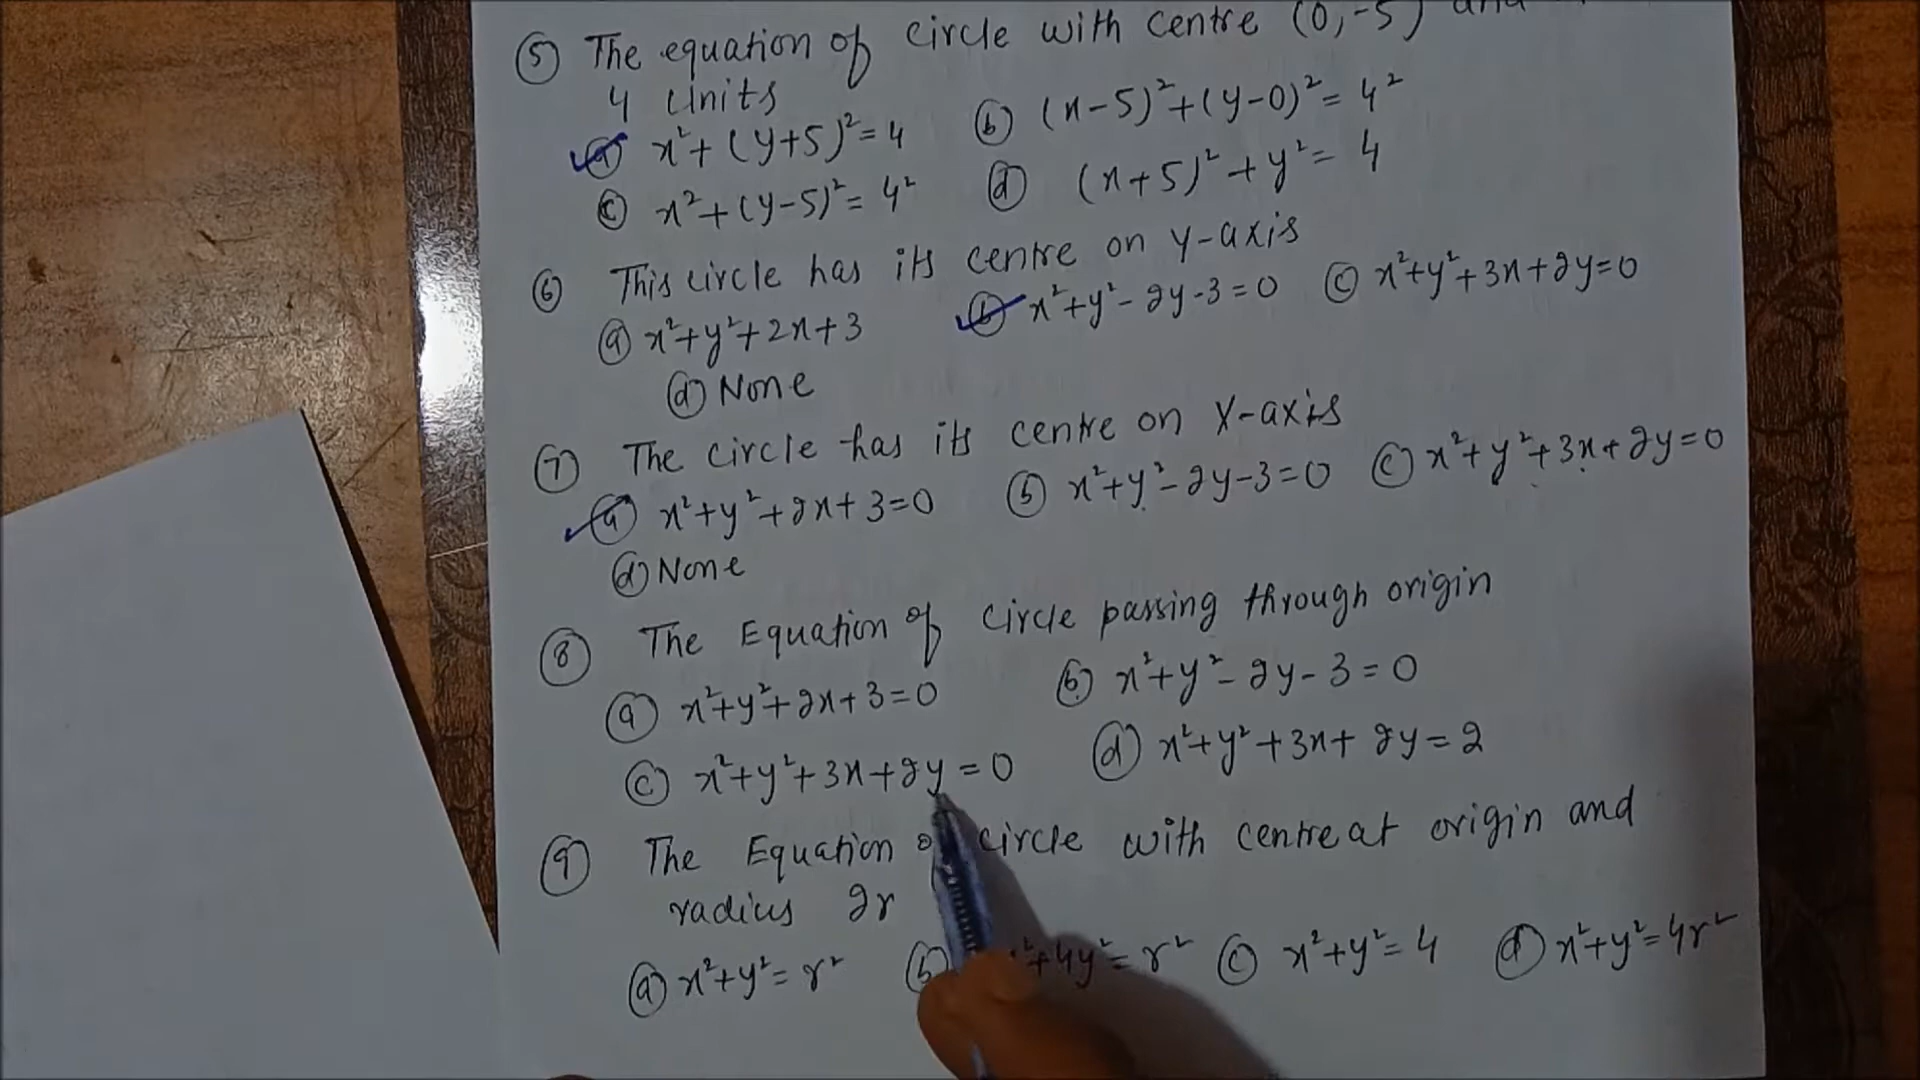 ⑤ The equation of circle with centre (0,-5) and
4 Units
ⓐ x²+(y+5)²=4 ⓑ (x-5)²+(y-0)²=4²
ⓒ x²+(y-5)²=4² ⓓ (x+5)²+y²=4
⑥ This circle has its centre on y-axis
ⓐ x²+y²+2x+3 ⓑ x²+y²-2y-3=0 ⓒ x²+y²+3x+2y=0
ⓓ None
⑦ The circle has its centre on X-axis
ⓐ x²+y²+2x+3=0 ⓑ x²+y²-2y-3=0 ⓒ x²+y²+3x+2y=0
ⓓ None
⑧ The Equation of Circle passing through origin
ⓐ x²+y²+2x+3=0 ⓑ x²+y²-2y-3=0
ⓒ x²+y²+3x+2y=0 ⓓ x²+y²+3x+2y=2
⑨ The Equation circle with centre at origin and
radius 2r
ⓐ x²+y²=r² ⓑ +4y²=r² ⓒ x²+y²=4 ⓓ x²+y²=4r²